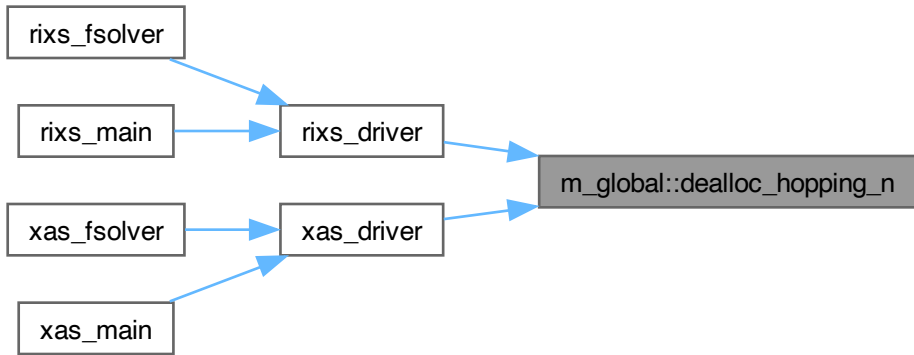 rixs_fsolver
rixs_main
rixs_driver
m_global::dealloc_hopping_n
xas_fsolver
xas_driver
xas_main